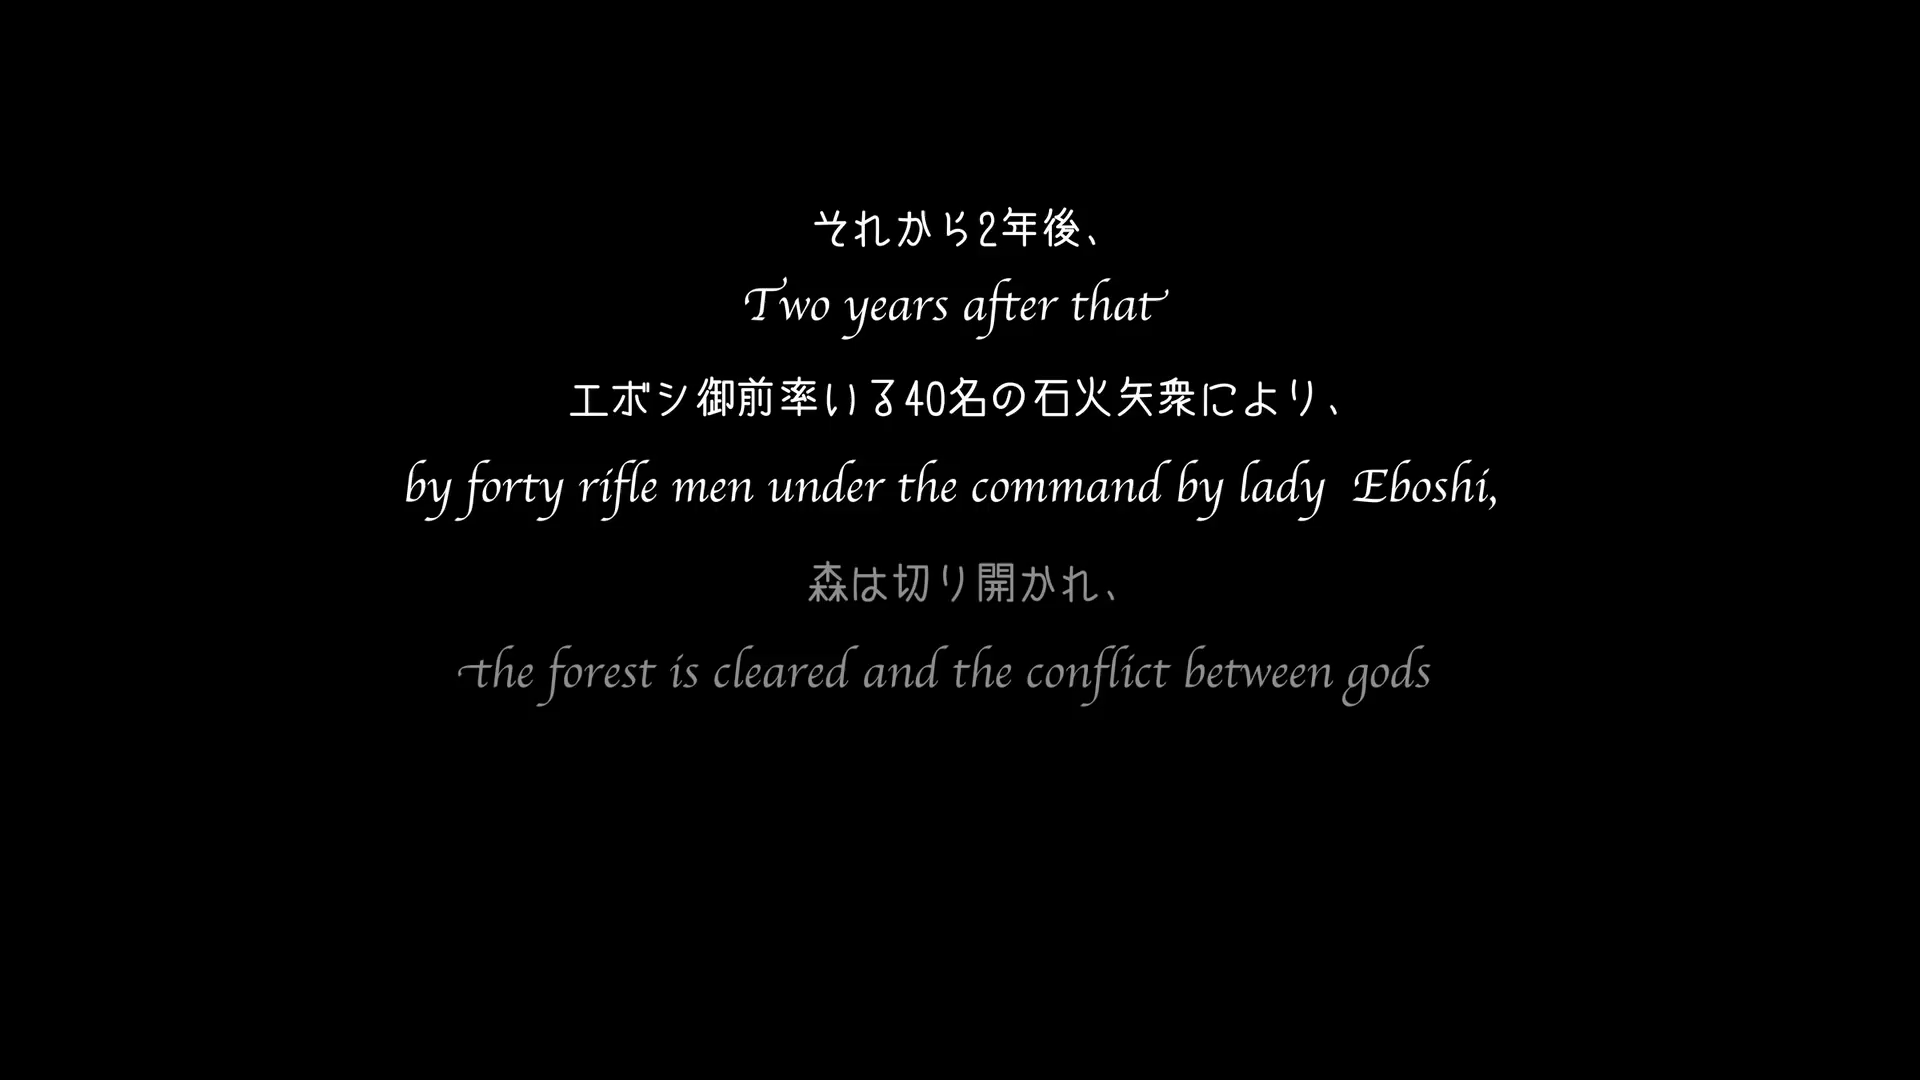 それから2年後、
Two years after that
エボシ御前率いる40名の石火矢衆により、
by forty rifle men under the command by lady Eboshi,
森は切り開かれ、
the forest is cleared and the conflict between gods